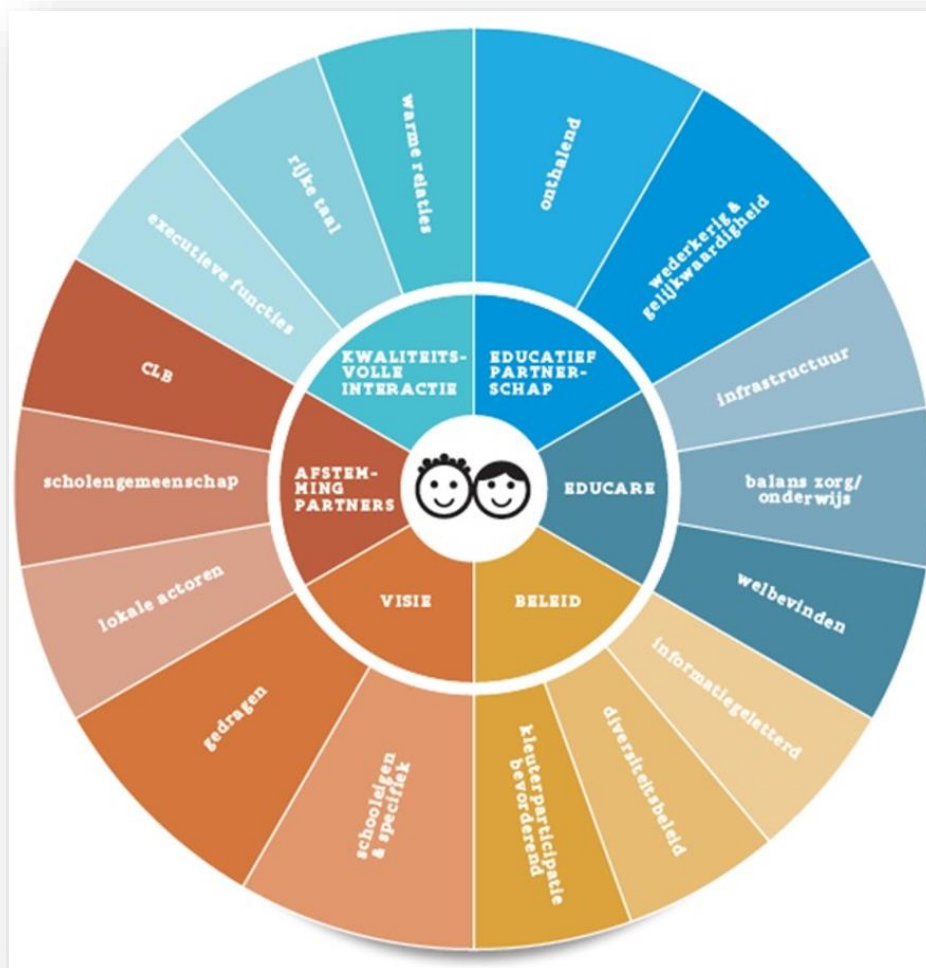 warme relaties
rijke taal
executieve functies
onthalend
wederkerig &
gelijkwaardigheid
infrastructuur
balans zorg/
onderwijs
welbevinden
informatiegeletterd
diversiteitsbeleid
kleuterparticipatie
bevorderend
schooleigen
& specifiek
gedragen
lokale actoren
scholengemeenschap
CLB
KWALITEITS-
VOLLE
INTERACTIE
EDUCATIEF
PARTNER-
SCHAP
EDUCARE
BELEID
VISIE
AFSTEM-
MING
PARTNERS